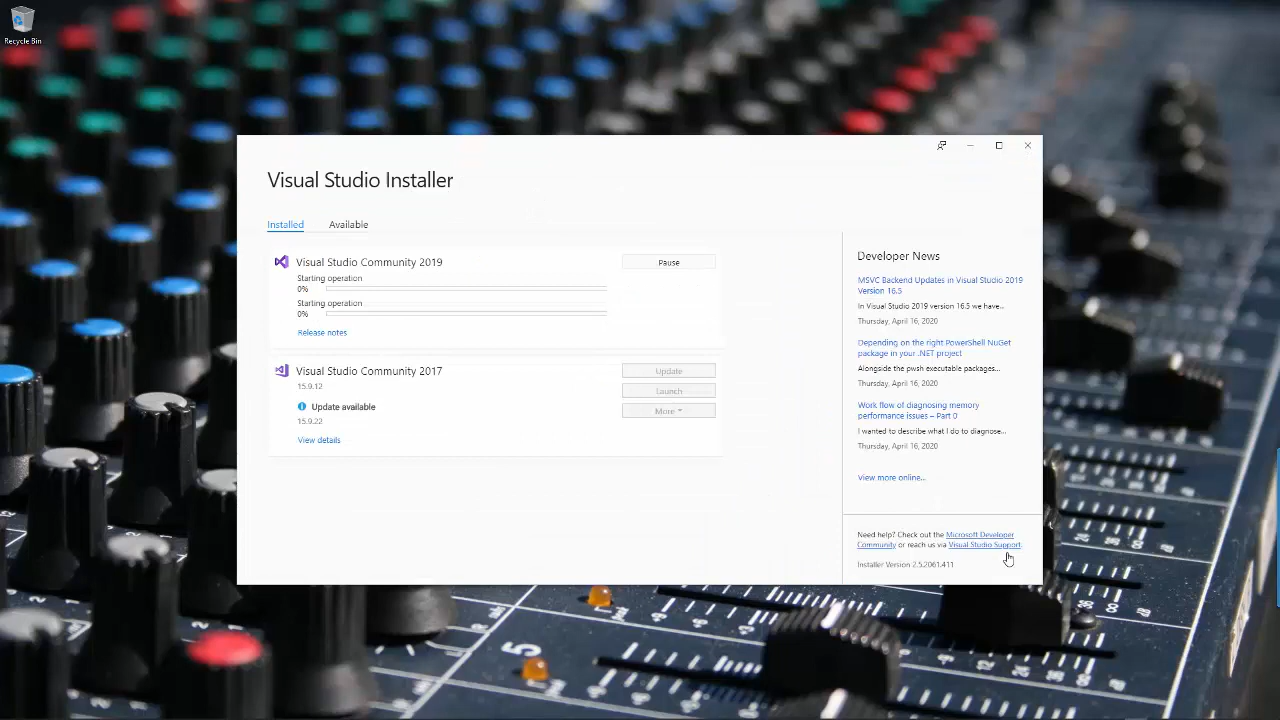 Recycle Bin
Visual Studio Installer
Installed
Available
Visual Studio Community 2019
Pause
Starting operation
0%
Starting operation
0%
Release notes
Visual Studio Community 2017
Update
15.9.12
Launch
Update available
More
15.9.22
View details
Developer News
MSVC Backend Updates in Visual Studio 2019
Version 16.5
In Visual Studio 2019 version 16.5 we have...
Thursday, April 16, 2020
Depending on the right PowerShell NuGet
package in your .NET project
Alongside the pwsh executable packages...
Thursday, April 16, 2020
Work flow of diagnosing memory
performance issues – Part 0
I wanted to describe what I do to diagnose...
Thursday, April 16, 2020
View more online...
Need help? Check out the Microsoft Developer
Community or reach us via Visual Studio Support.
Installer Version 2.5.2061.411
5